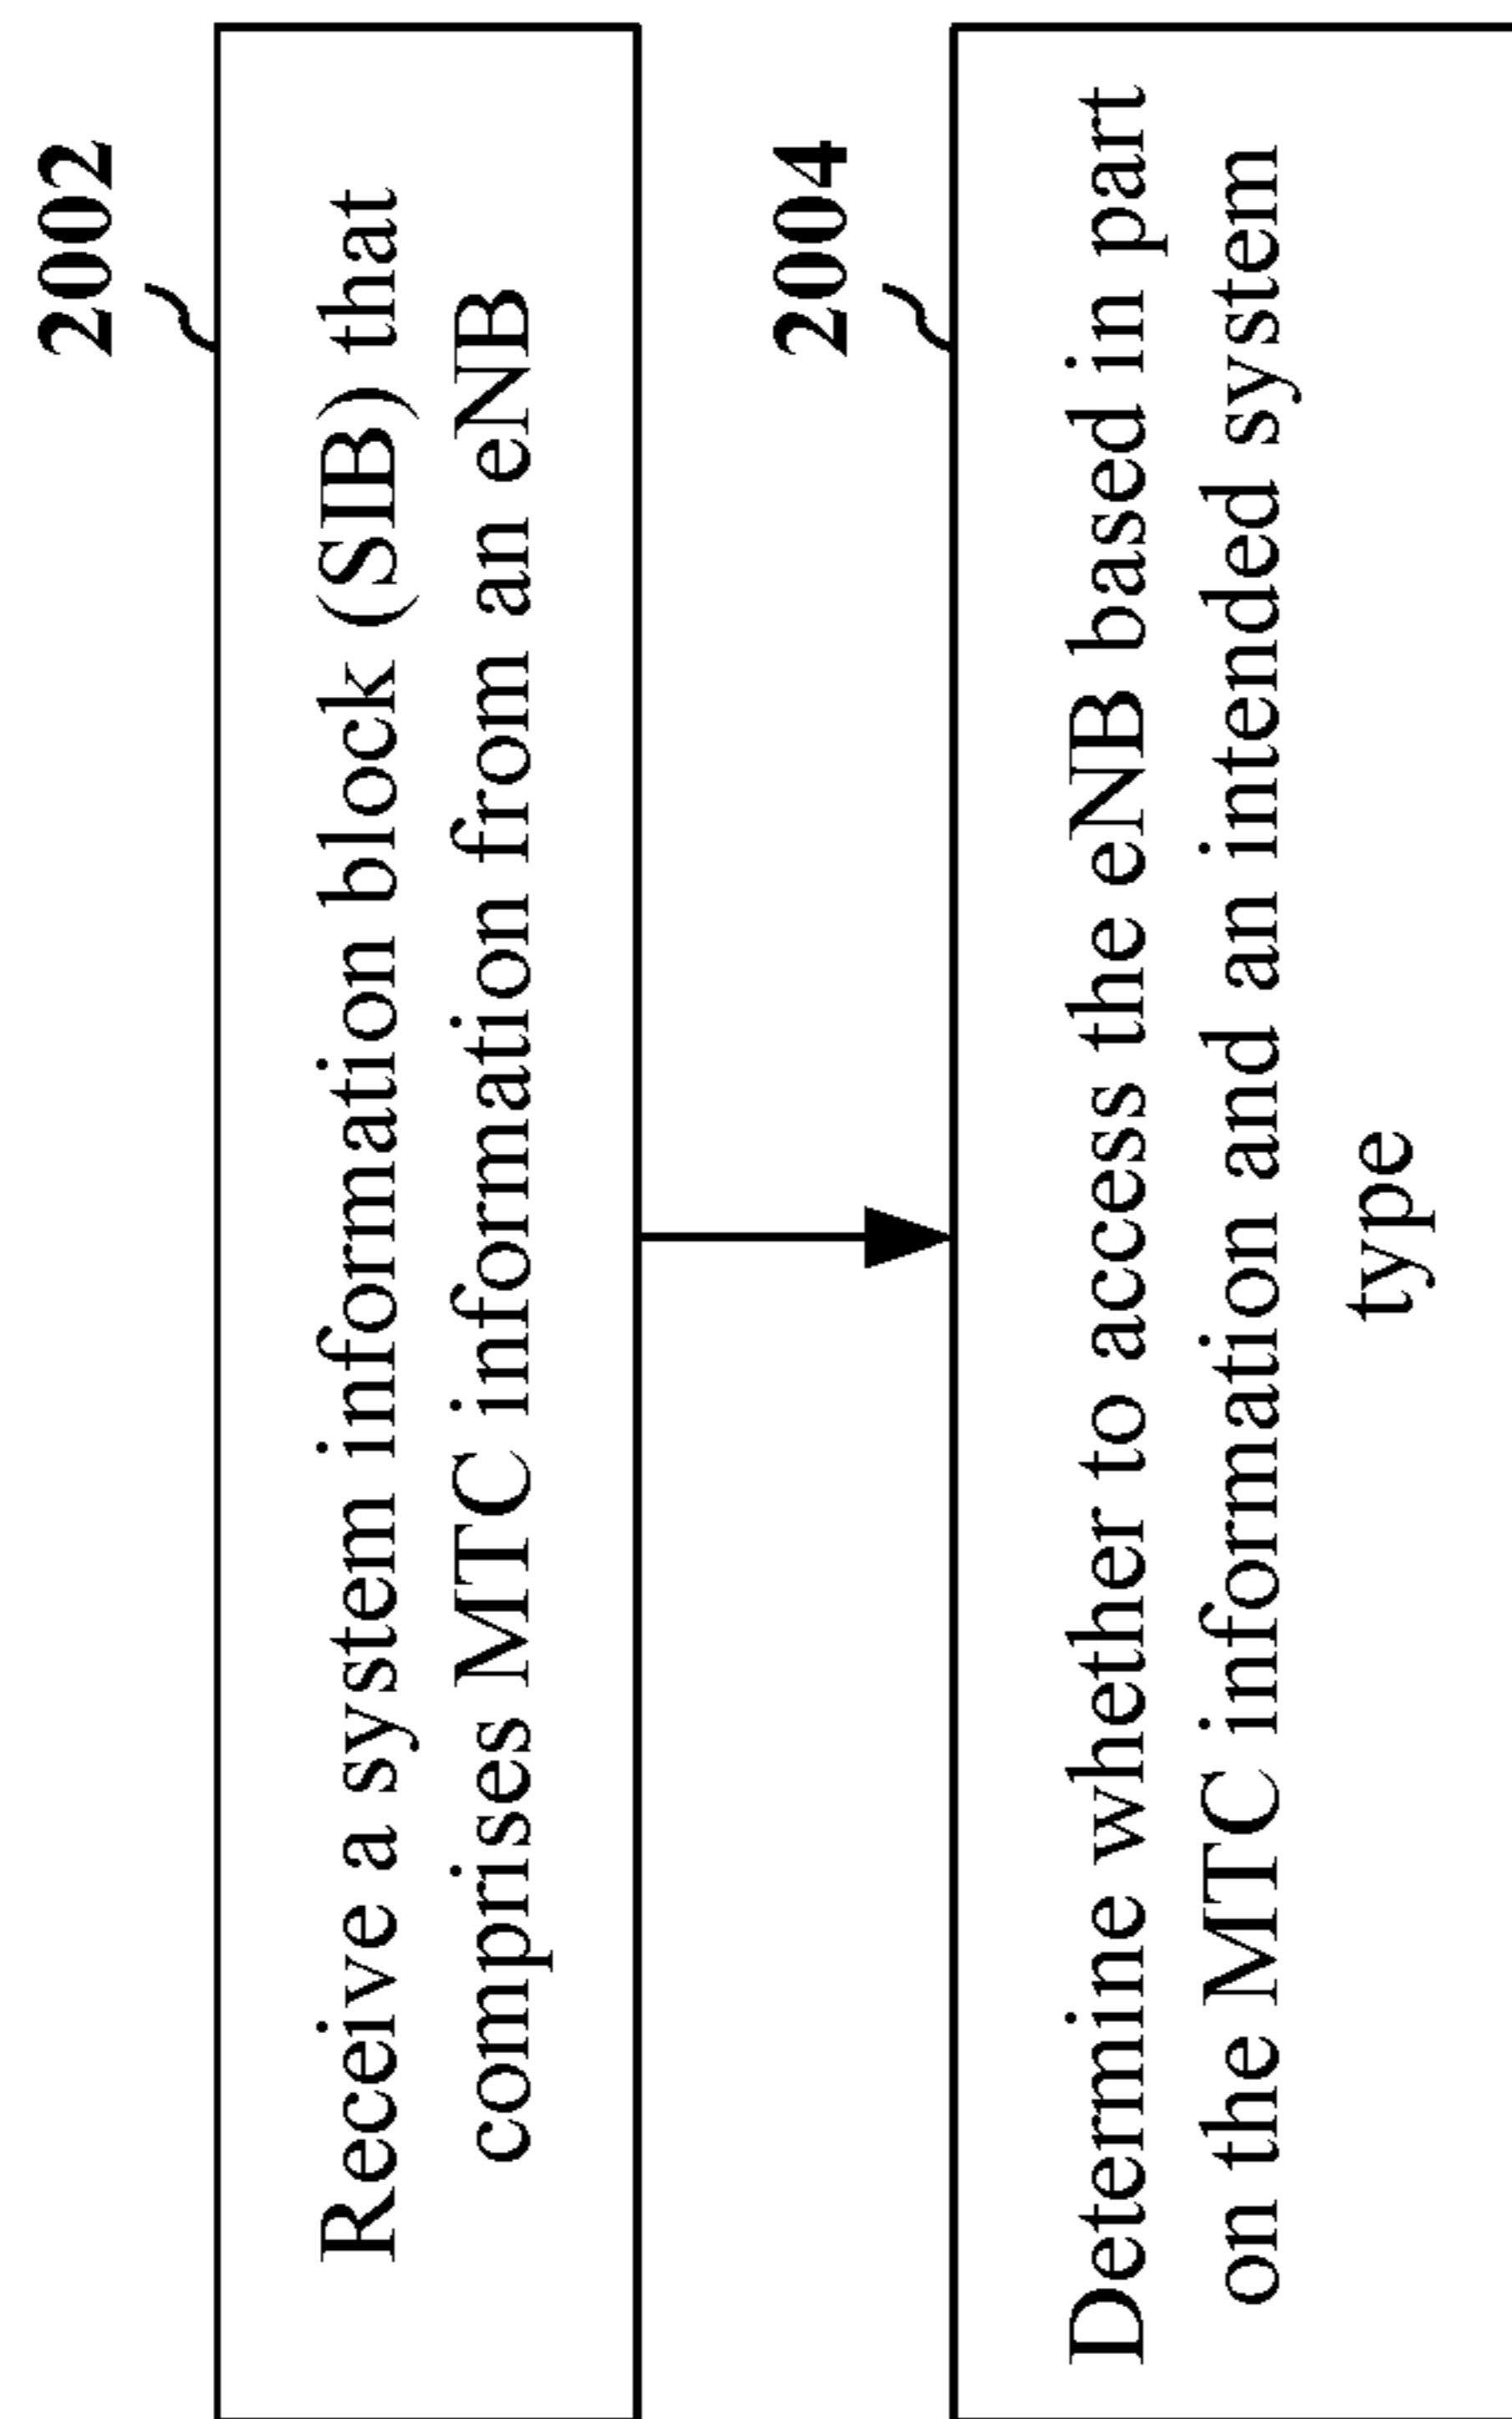 2002
Receive a system information block (SIB) that
comprises MTC information from an eNB
2004
Determine whether to access the eNB based in part
on the MTC information and an intended system
type